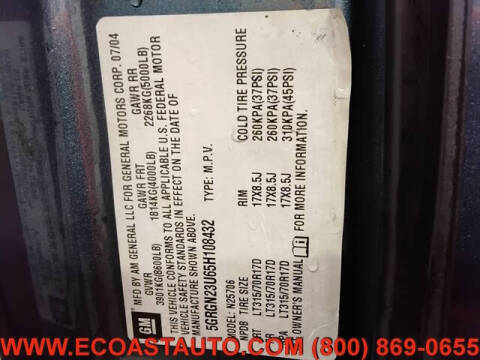 GM
MFD BY AM GENERAL LLC FOR GENERAL MOTORS CORP. 07/04
GVWR GAWR FRT GAWR RR
3901KG(8600LB) 1814KG(4000LB) 2268KG(5000LB)
THIS VEHICLE CONFORMS TO ALL APPLICABLE U.S. FEDERAL MOTOR
VEHICLE SAFETY STANDARDS IN EFFECT ON THE DATE OF
MANUFACTURE SHOWN ABOVE.
5GRGN23U65H108432 TYPE: M.P.V.
MODEL: N25706
NPDB TIRE SIZE RIM COLD TIRE PRESSURE
RT LT315/70R17D 17X8.5J 260KPA(37PSI)
R LT315/70R17D 17X8.5J 260KPA(37PSI)
A LT315/70R17D 17X8.5J 310KPA(45PSI)
OWNER'S MANUAL FOR MORE INFORMATION.
WWW.ECOASTAUTO.COM (800) 869-0655